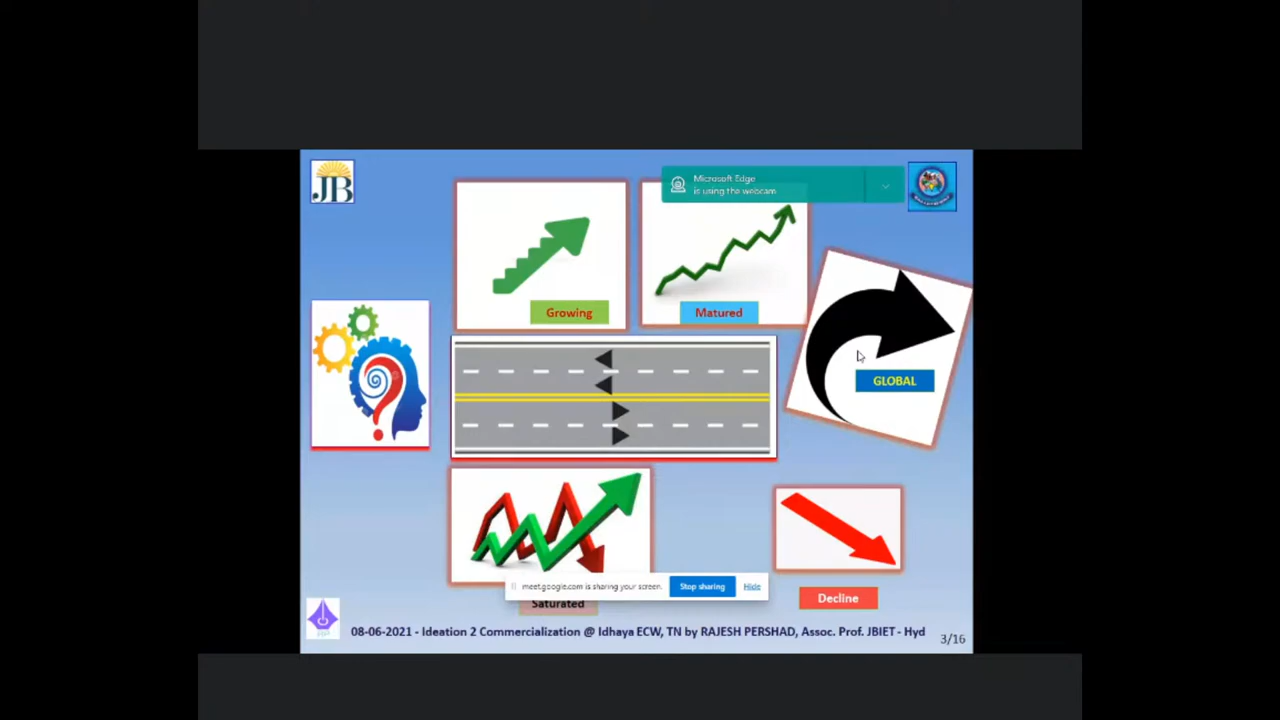 JB
Microsoft Edge
is using the webcam.
Growing
Matured
GLOBAL
meet.google.com is sharing your screen.
Stop sharing
Hide
Saturated
Decline
08-06-2021 - Ideation 2 Commercialization @ Idhaya ECW, TN by RAJESH PERSHAD, Assoc. Prof. JBIET - Hyd
3/16